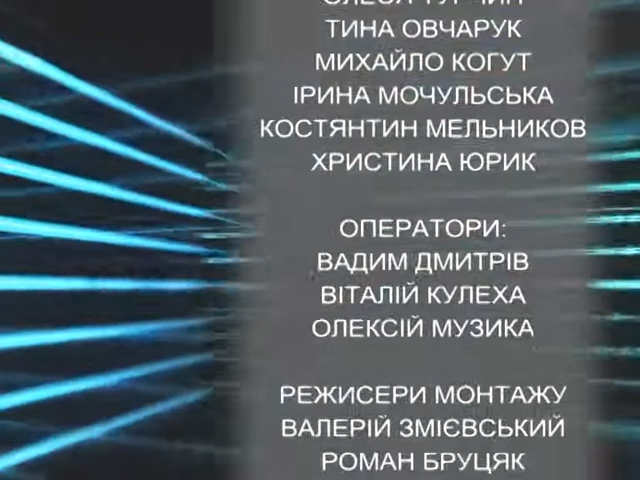 ТИНА ОВЧАРУК
МИХАЙЛО КОГУТ
ІРИНА МОЧУЛЬСЬКА
КОСТЯНТИН МЕЛЬНИКОВ
ХРИСТИНА ЮРИК
ОПЕРАТОРИ:
ВАДИМ ДМИТРІВ
ВІТАЛІЙ КУЛЕХА
ОЛЕКСІЙ МУЗИКА
РЕЖИСЕРИ МОНТАЖУ
ВАЛЕРІЙ ЗМІЄВСЬКИЙ
РОМАН БРУЦЯК